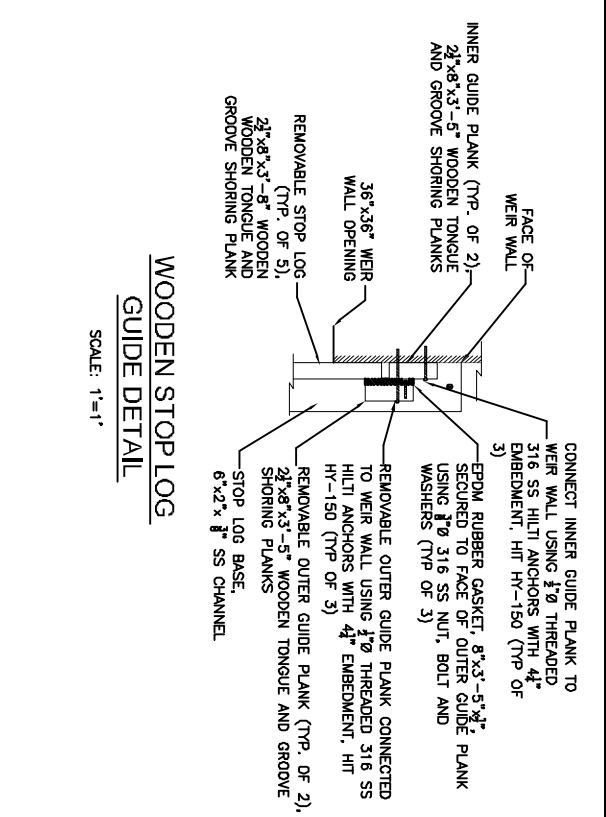 FACE OF
WEIR WALL
INNER GUIDE PLANK (TYP. OF 2),
2½"x8"x3'-5" WOODEN TONGUE
AND GROOVE SHORING PLANKS
36"x36" WEIR
WALL OPENING
REMOVABLE STOP LOG
(TYP. OF 5),
2½"x8"x3'-8" WOODEN
WOODEN TONGUE AND
GROOVE SHORING PLANK
CONNECT INNER GUIDE PLANK TO
WEIR WALL USING ½"Ø THREADED
316 SS HILTI ANCHORS WITH 4½"
EMBEDMENT, HIT HY-150 (TYP OF
3)
EPDM RUBBER GASKET, 8"x3'-5"x½",
SECURED TO FACE OF OUTER GUIDE PLANK
USING ⅜"Ø 316 SS NUT, BOLT AND
WASHERS (TYP OF 3)
REMOVABLE OUTER GUIDE PLANK CONNECTED
TO WEIR WALL USING ½"Ø THREADED 316 SS
HILTI ANCHORS WITH 4½" EMBEDMENT, HIT
HY-150 (TYP OF 3)
REMOVABLE OUTER GUIDE PLANK (TYP. OF 2),
2½"x8"x3'-5" WOODEN TONGUE AND GROOVE
SHORING PLANKS
STOP LOG BASE,
6"x2"x ⅜" SS CHANNEL
WOODEN STOP LOG
GUIDE DETAIL
SCALE: 1"=1'